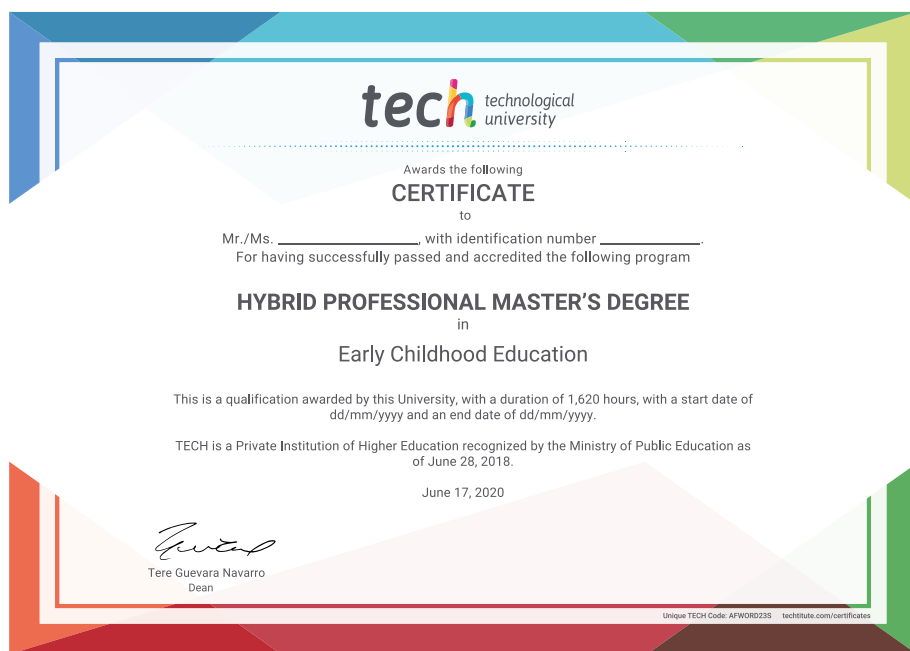 tech technological
university
Awards the following
CERTIFICATE
to
Mr./Ms. ____________________, with identification number ______________.
For having successfully passed and accredited the following program
HYBRID PROFESSIONAL MASTER'S DEGREE
in
Early Childhood Education
This is a qualification awarded by this University, with a duration of 1,620 hours, with a start date of
dd/mm/yyyy and an end date of dd/mm/yyyy.
TECH is a Private Institution of Higher Education recognized by the Ministry of Public Education as
of June 28, 2018.
June 17, 2020
Tere Guevara Navarro
Dean
Unique TECH Code: AFWORD23S techtitute.com/certificates